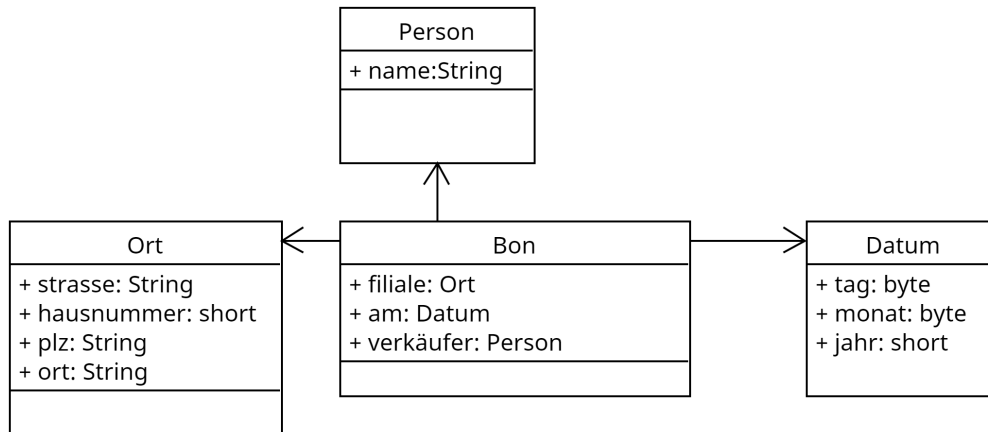 Person
+ name:String
Ort
+ strasse: String
+ hausnummer: short
+ plz: String
+ ort: String
Bon
+ filiale: Ort
+ am: Datum
+ verkäufer: Person
Datum
+ tag: byte
+ monat: byte
+ jahr: short